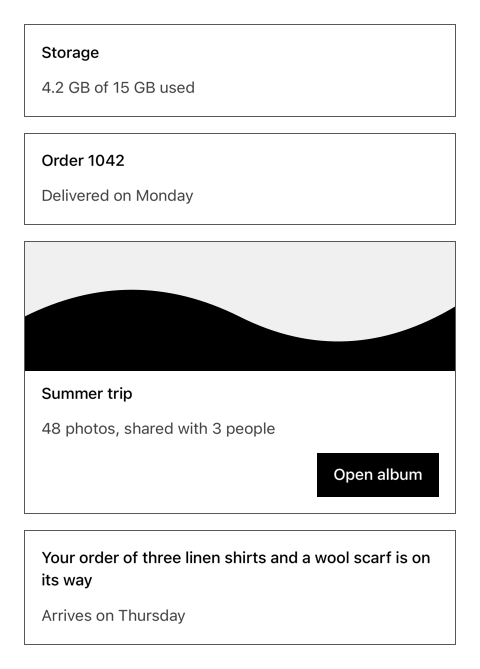 Storage
4.2 GB of 15 GB used
Order 1042
Delivered on Monday
Summer trip
48 photos, shared with 3 people
Open album
Your order of three linen shirts and a wool scarf is on
its way
Arrives on Thursday